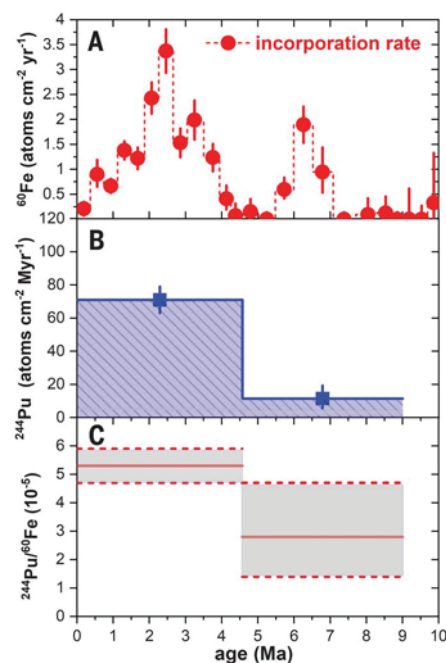 A
incorporation rate
⁶⁰Fe (atoms cm⁻² yr⁻¹)
4
3.5
3
2.5
2
1.5
1
0.5
120
B
²⁴⁴Pu (atoms cm⁻² Myr⁻¹)
100
80
60
40
20
0
C
²⁴⁴Pu/⁶⁰Fe (10⁻⁵)
6
5
4
3
2
1
0
0 1 2 3 4 5 6 7 8 9 10
age (Ma)